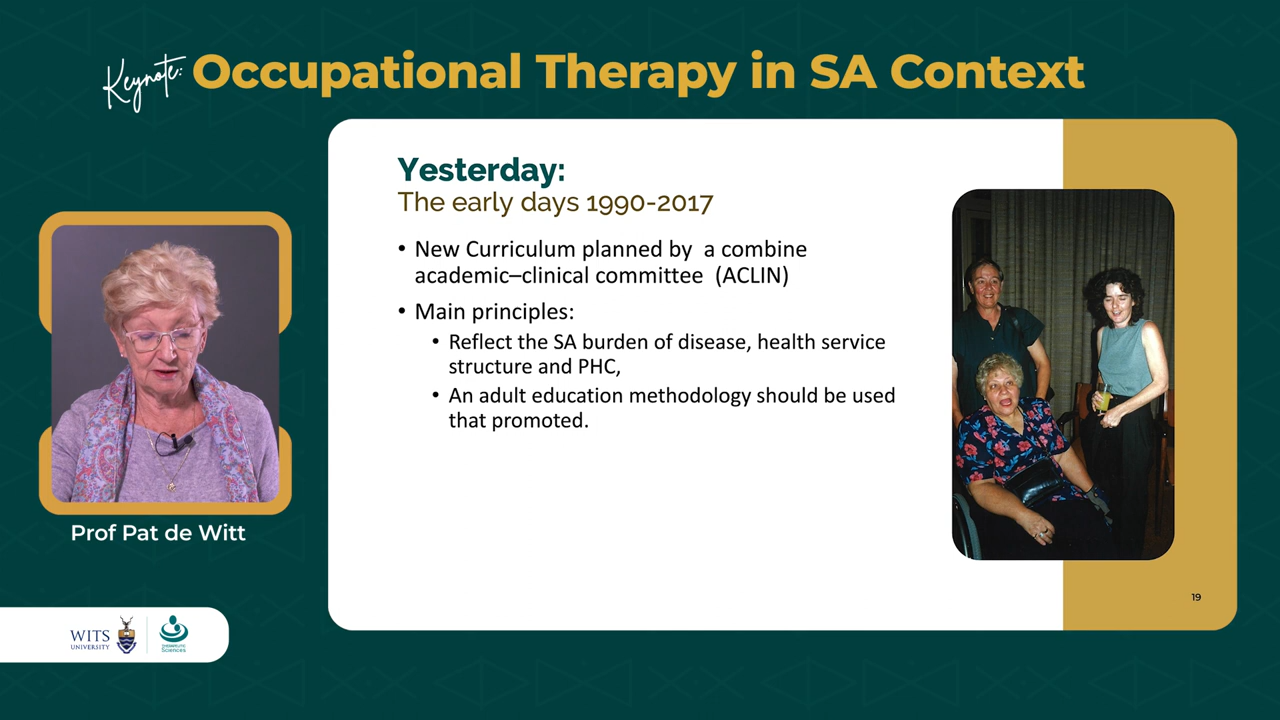 Keynote: Occupational Therapy in SA Context
Yesterday:
The early days 1990-2017
• New Curriculum planned by a combine
academic–clinical committee (ACLIN)
• Main principles:
• Reflect the SA burden of disease, health service
structure and PHC,
• An adult education methodology should be used
that promoted.
Prof Pat de Witt
19
WITS
UNIVERSITY
THERAPEUTIC
Sciences